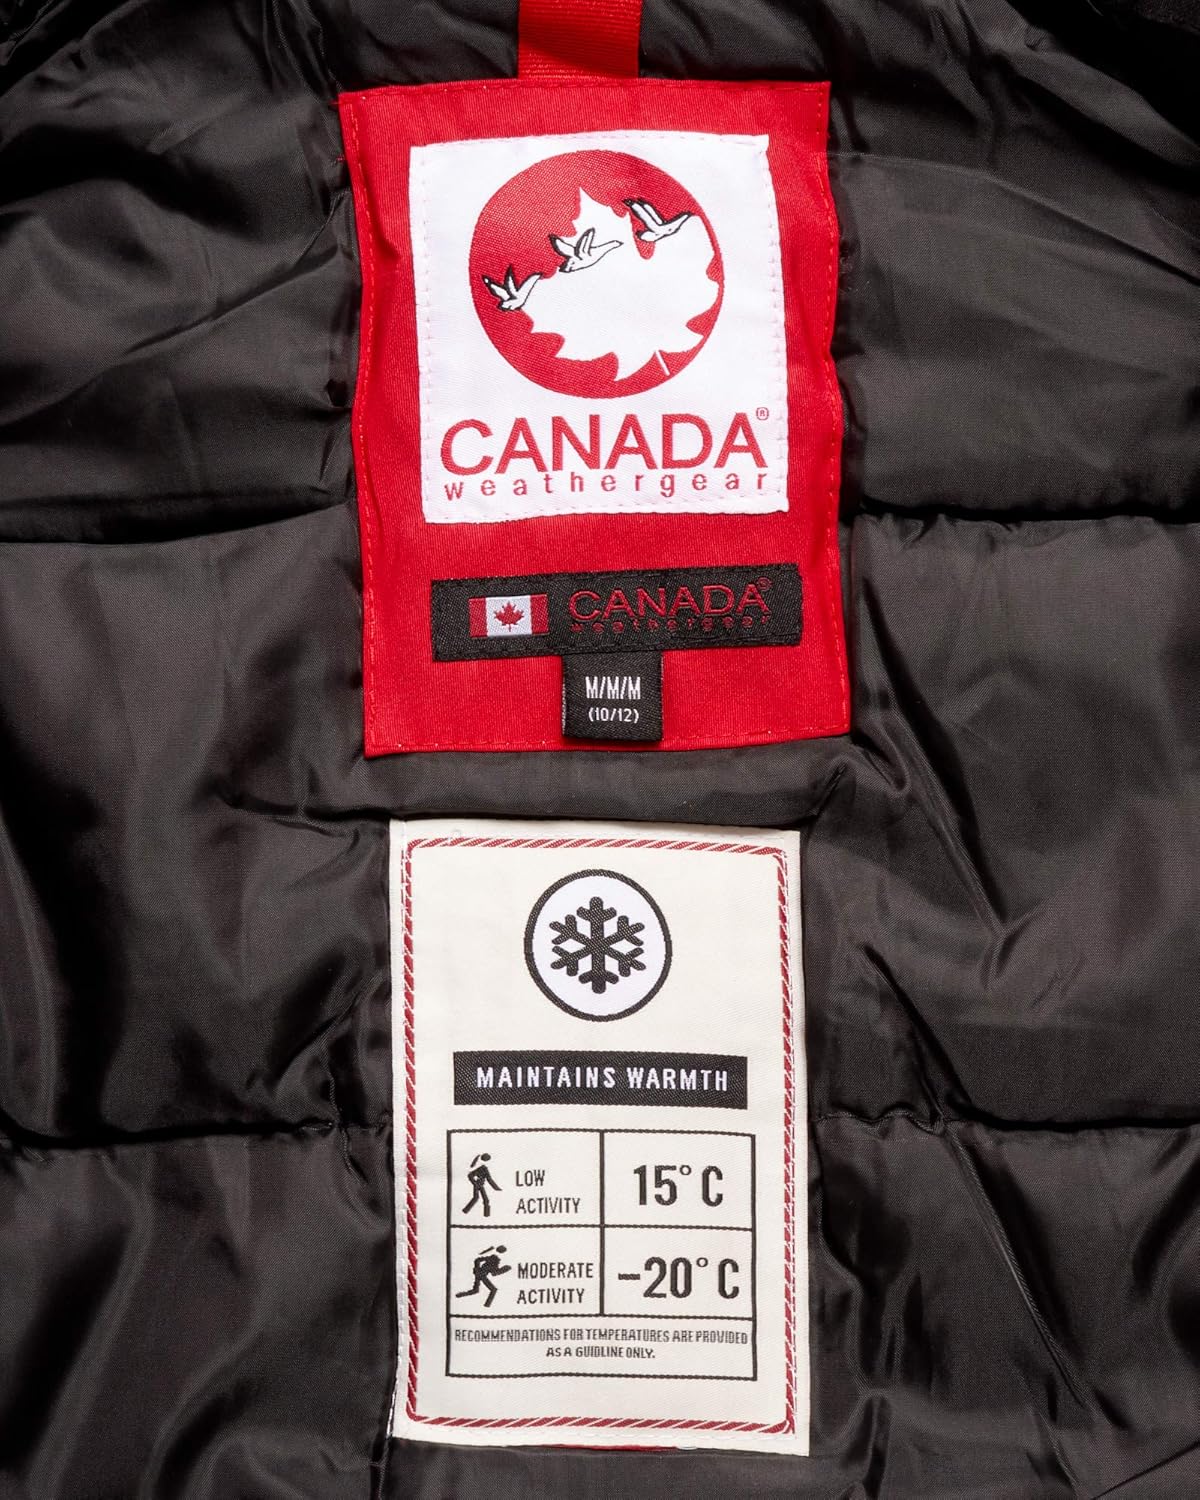 CANADA®
weathergear
CANADA®
weathergear
M/M/M
(10/12)
MAINTAINS WARMTH
LOW
ACTIVITY
15° C
MODERATE
ACTIVITY
-20° C
RECOMMENDATIONS FOR TEMPERATURES ARE PROVIDED
AS A GUIDLINE ONLY.